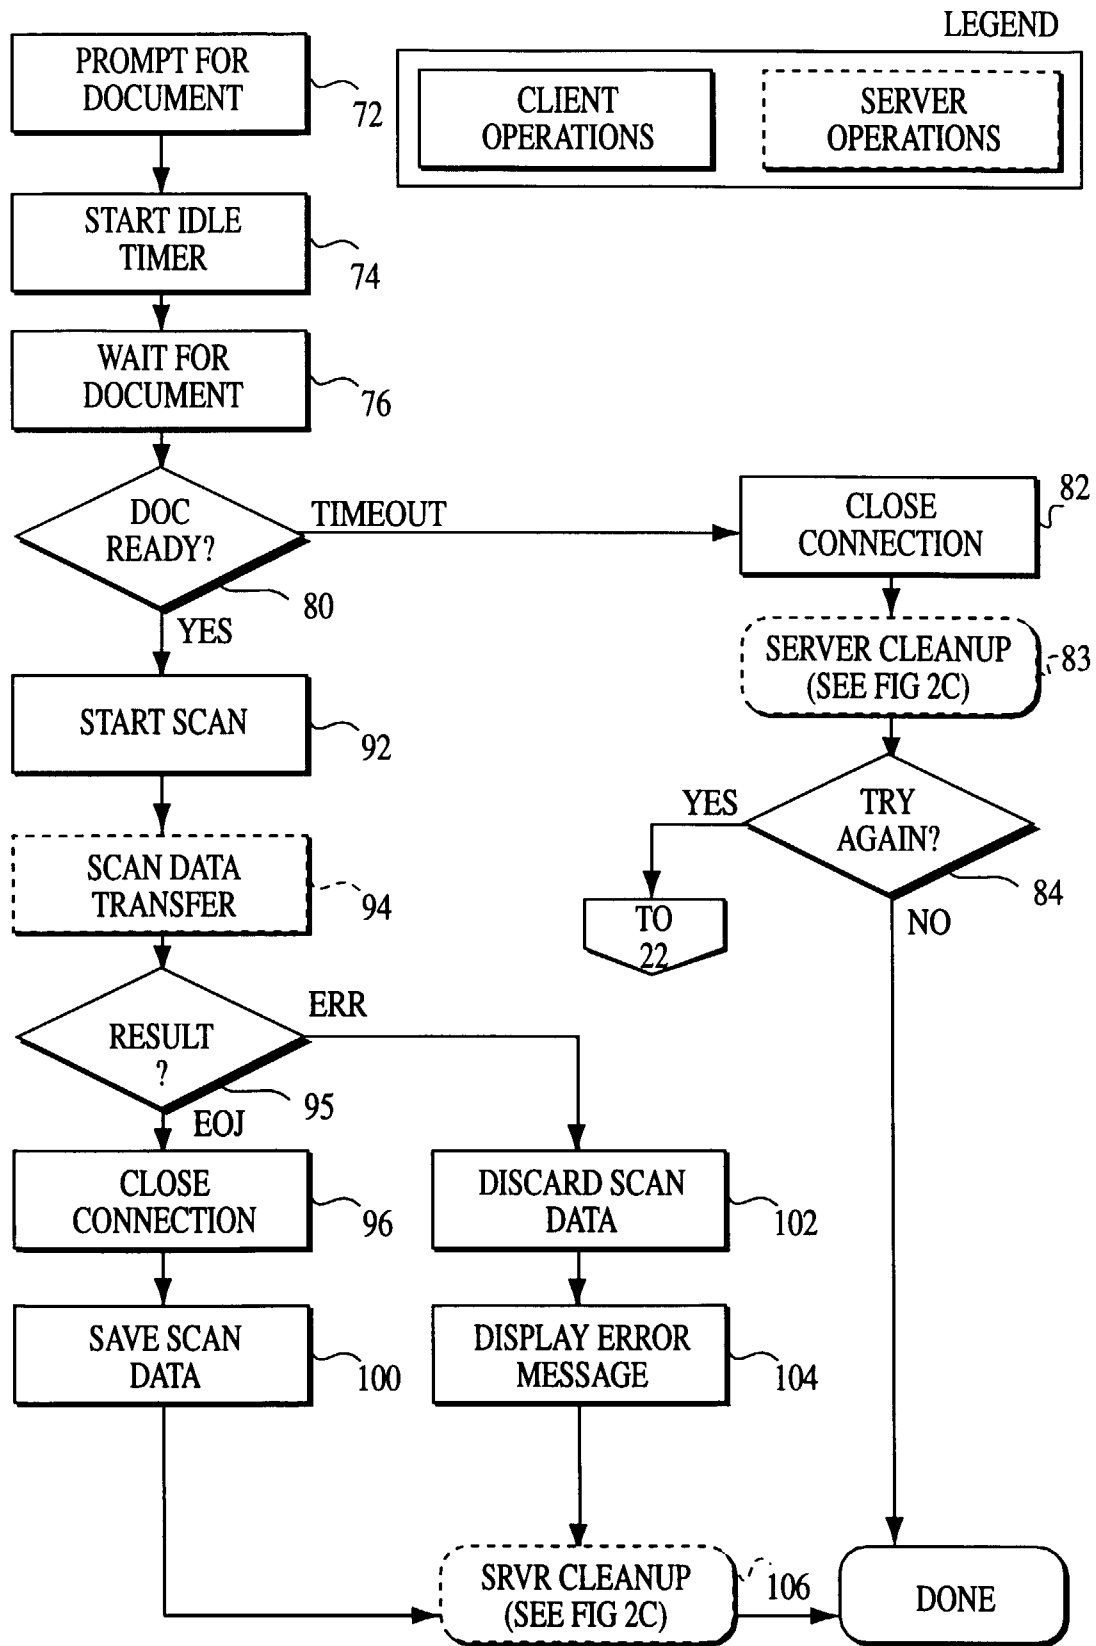 LEGEND
PROMPT FOR
DOCUMENT
72
CLIENT
OPERATIONS
SERVER
OPERATIONS
START IDLE
TIMER
74
WAIT FOR
DOCUMENT
76
DOC
READY?
80
TIMEOUT
YES
CLOSE
CONNECTION
82
SERVER CLEANUP
(SEE FIG 2C)
83
START SCAN
92
TRY
AGAIN?
84
YES
NO
TO
22
SCAN DATA
TRANSFER
94
RESULT
?
95
ERR
EOJ
CLOSE
CONNECTION
96
DISCARD SCAN
DATA
102
SAVE SCAN
DATA
100
DISPLAY ERROR
MESSAGE
104
SRVR CLEANUP
(SEE FIG 2C)
106
DONE